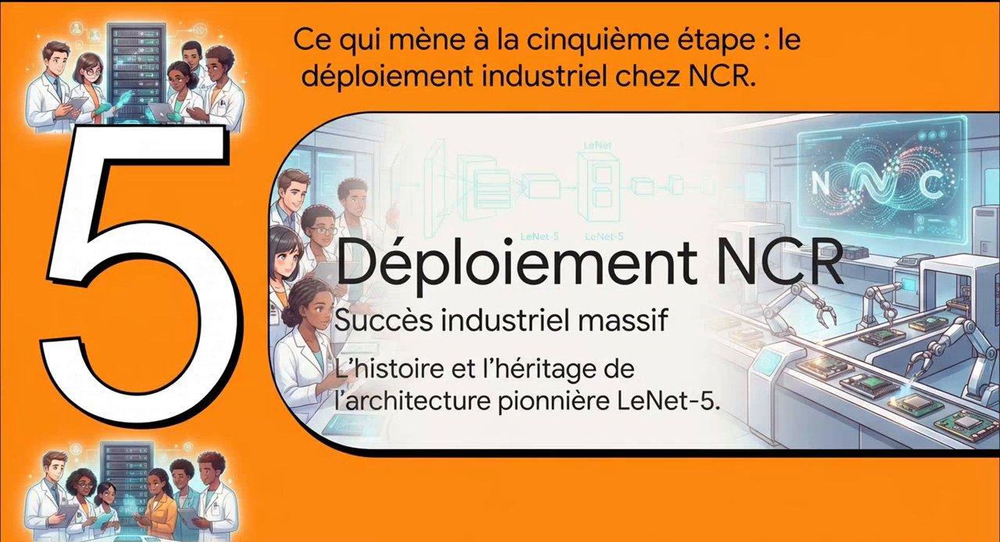 Ce qui mène à la cinquième étape : le
déploiement industriel chez NCR.
5
LeNet
LeNet-5 LeNet-5
N N C
Déploiement NCR
Succès industriel massif
L'histoire et l'héritage de
l'architecture pionnière LeNet-5.